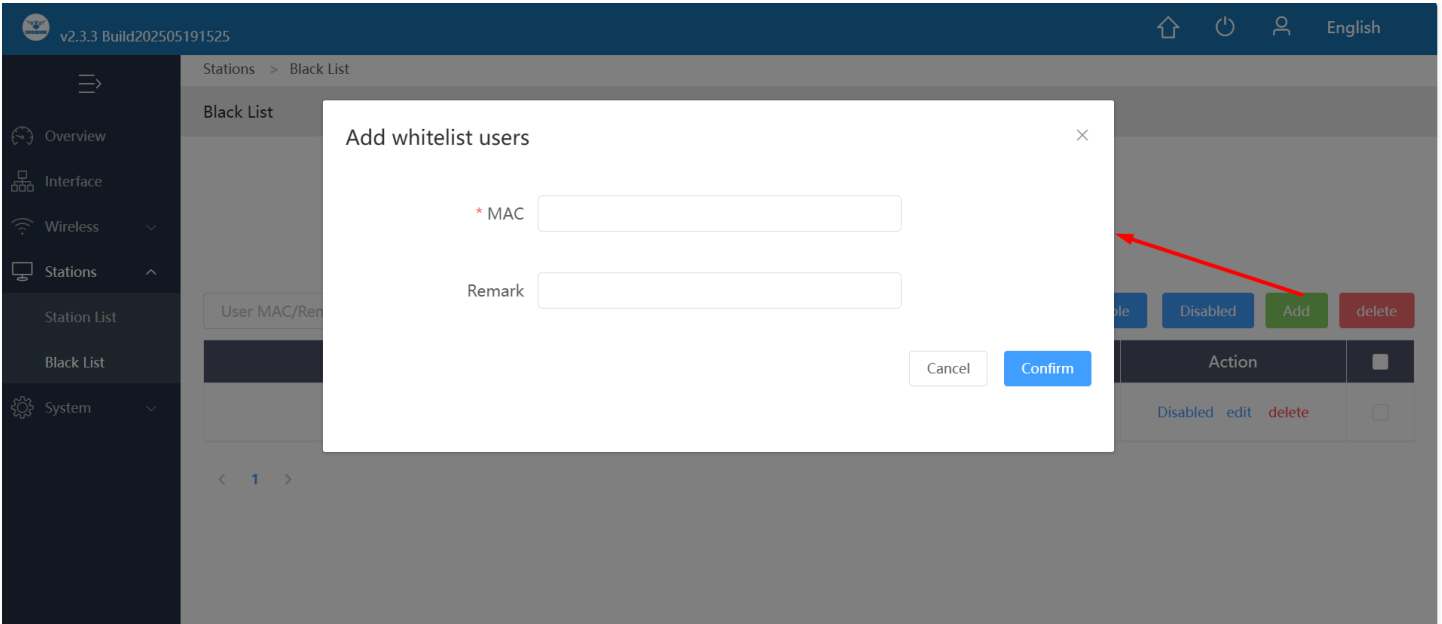 v2.3.3 Build202505191525
English
Stations > Black List
Black List
Overview
Interface
Wireless
Stations
Station List
Black List
System
Add whitelist users
* MAC
Remark
Cancel Confirm
User MAC/Rem
Disabled Add delete
Action
Disabled edit delete
< 1 >